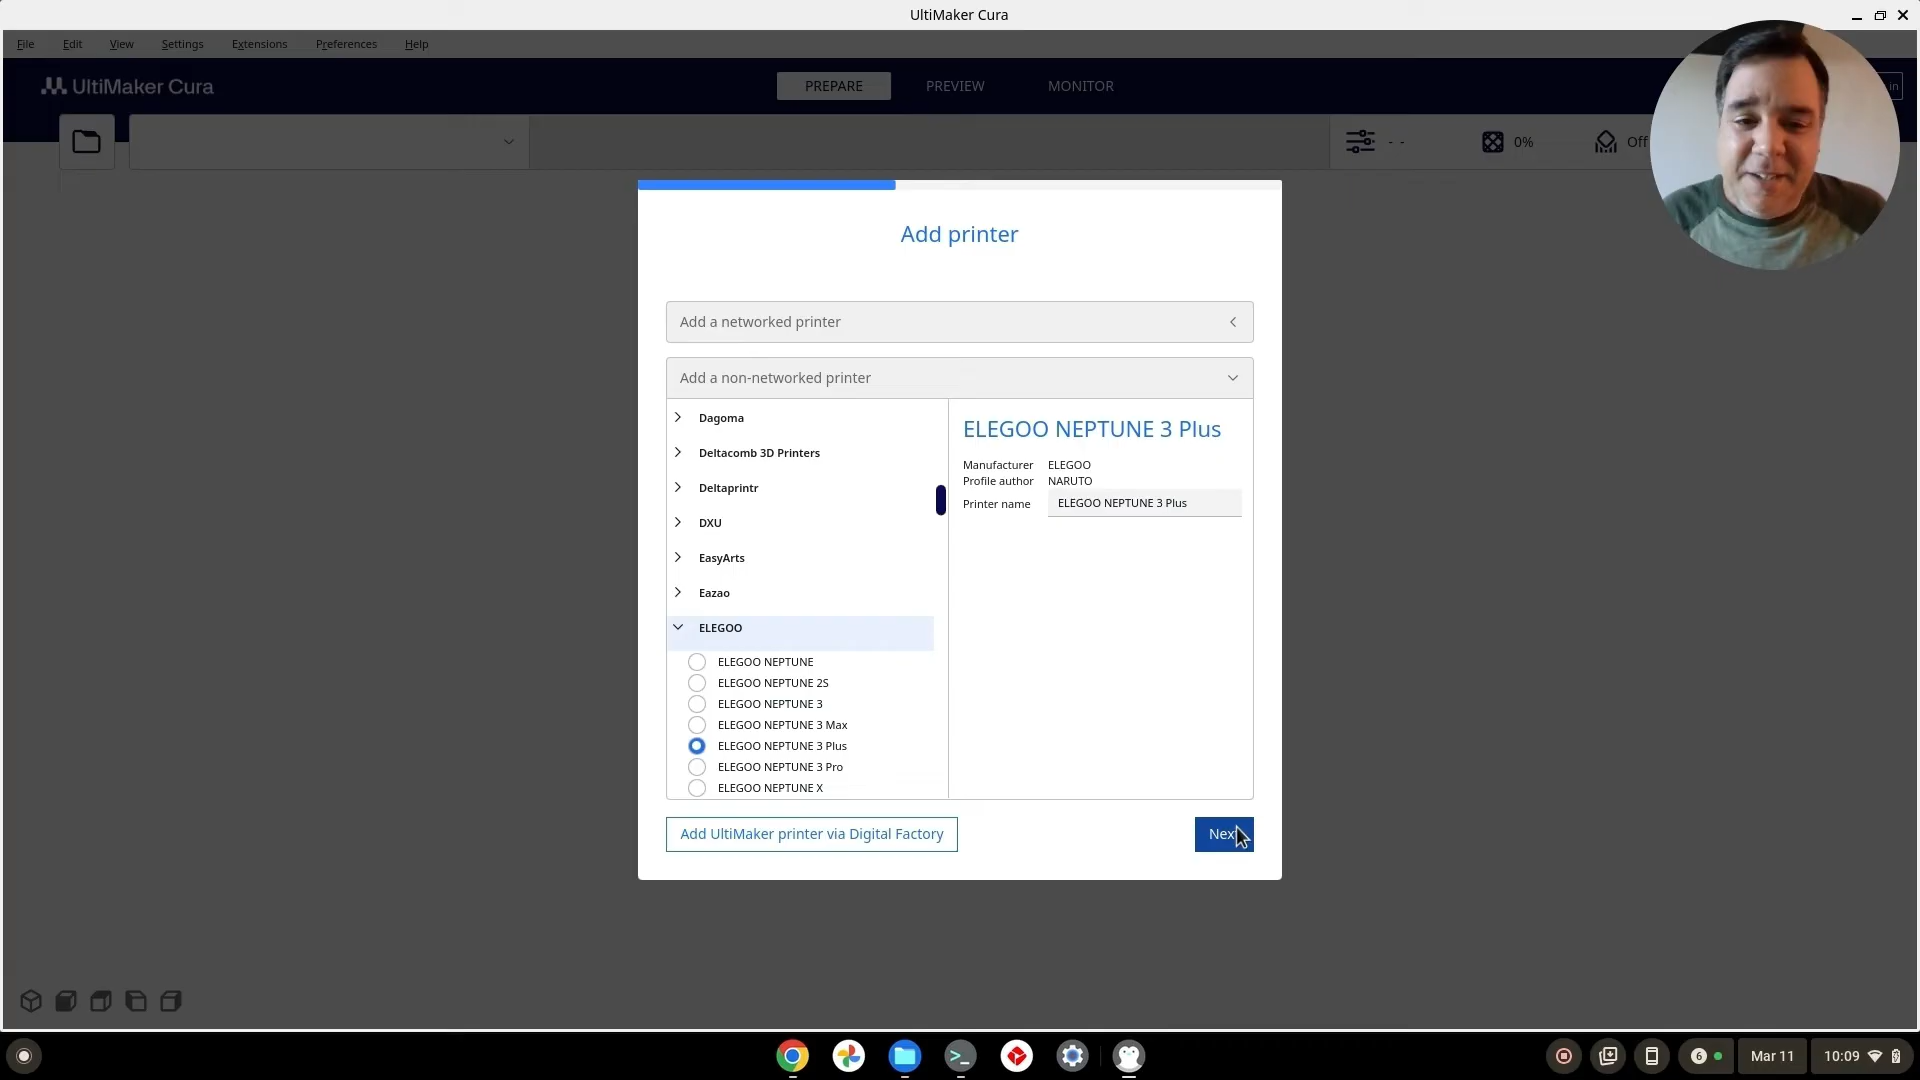 UltiMaker Cura
File Edit View Settings Extensions Preferences Help
UltiMaker Cura
PREPARE PREVIEW MONITOR
in
- - 0% Off
Add printer
Add a networked printer
Add a non-networked printer
Dagoma
Deltacomb 3D Printers
Deltaprintr
DXU
EasyArts
Eazao
ELEGOO
ELEGOO NEPTUNE
ELEGOO NEPTUNE 2S
ELEGOO NEPTUNE 3
ELEGOO NEPTUNE 3 Max
ELEGOO NEPTUNE 3 Plus
ELEGOO NEPTUNE 3 Pro
ELEGOO NEPTUNE X
ELEGOO NEPTUNE 3 Plus
Manufacturer ELEGOO
Profile author NARUTO
Printer name ELEGOO NEPTUNE 3 Plus
Add UltiMaker printer via Digital Factory
Next
6
Mar 11
10:09